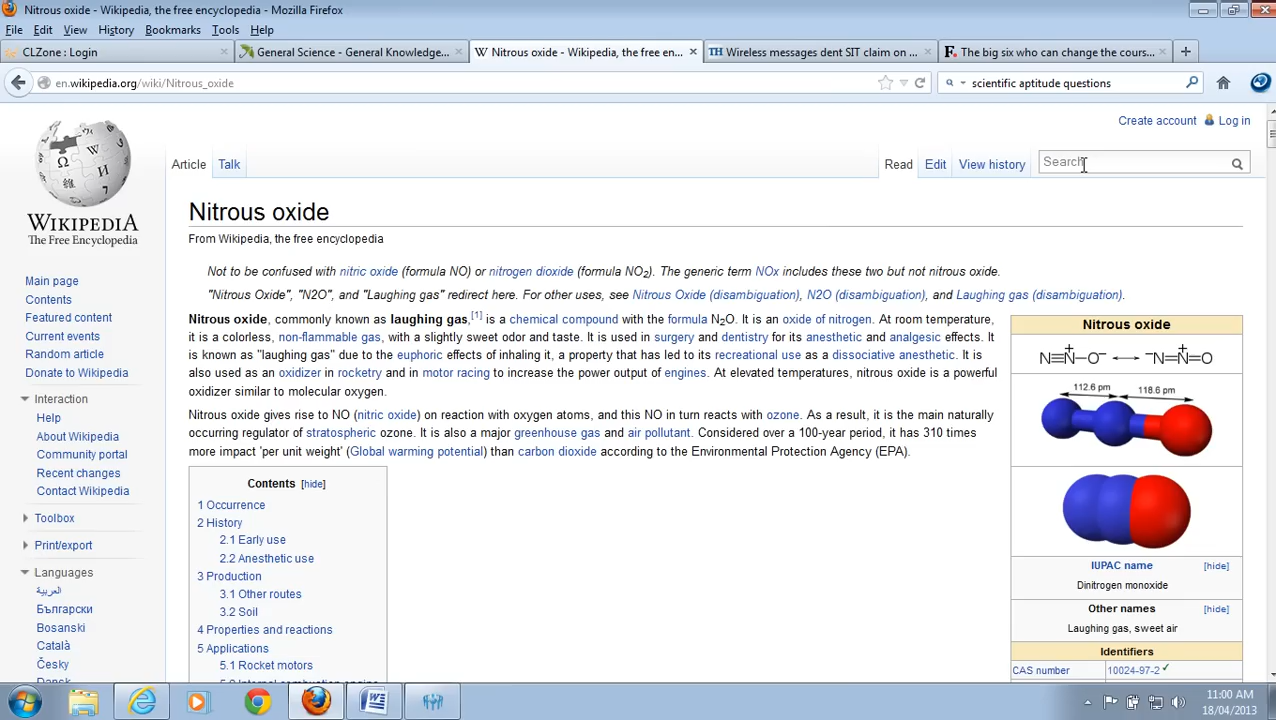 Nitrous oxide - Wikipedia, the free encyclopedia - Mozilla Firefox
File Edit View History Bookmarks Tools Help
CLZone : Login
General Science - General Knowledge...
Nitrous oxide - Wikipedia, the free en...
Wireless messages dent SIT claim on ...
The big six who can change the cours...
en.wikipedia.org/wiki/Nitrous_oxide
scientific aptitude questions
Create account Log in
Article Talk
Read Edit View history
Search
WIKIPEDIA
The Free Encyclopedia
Main page
Contents
Featured content
Current events
Random article
Donate to Wikipedia
Interaction
Help
About Wikipedia
Community portal
Recent changes
Contact Wikipedia
Toolbox
Print/export
Languages
العربية
Български
Bosanski
Català
Česky
Dansk
Nitrous oxide
From Wikipedia, the free encyclopedia
Not to be confused with nitric oxide (formula NO) or nitrogen dioxide (formula NO₂). The generic term NOx includes these two but not nitrous oxide.
"Nitrous Oxide", "N2O", and "Laughing gas" redirect here. For other uses, see Nitrous Oxide (disambiguation), N2O (disambiguation), and Laughing gas (disambiguation).
Nitrous oxide, commonly known as laughing gas,[1] is a chemical compound with the formula N₂O. It is an oxide of nitrogen. At room temperature,
it is a colorless, non-flammable gas, with a slightly sweet odor and taste. It is used in surgery and dentistry for its anesthetic and analgesic effects. It
is known as "laughing gas" due to the euphoric effects of inhaling it, a property that has led to its recreational use as a dissociative anesthetic. It is
also used as an oxidizer in rocketry and in motor racing to increase the power output of engines. At elevated temperatures, nitrous oxide is a powerful
oxidizer similar to molecular oxygen.
Nitrous oxide gives rise to NO (nitric oxide) on reaction with oxygen atoms, and this NO in turn reacts with ozone. As a result, it is the main naturally
occurring regulator of stratospheric ozone. It is also a major greenhouse gas and air pollutant. Considered over a 100-year period, it has 310 times
more impact 'per unit weight' (Global warming potential) than carbon dioxide according to the Environmental Protection Agency (EPA).
Contents [hide]
1 Occurrence
2 History
2.1 Early use
2.2 Anesthetic use
3 Production
3.1 Other routes
3.2 Soil
4 Properties and reactions
5 Applications
5.1 Rocket motors
Nitrous oxide
N≡N⁺–O⁻ ↔ ⁻N=N⁺=O
112.6 pm 118.6 pm
IUPAC name [hide]
Dinitrogen monoxide
Other names [hide]
Laughing gas, sweet air
Identifiers
CAS number 10024-97-2
11:00 AM
18/04/2013